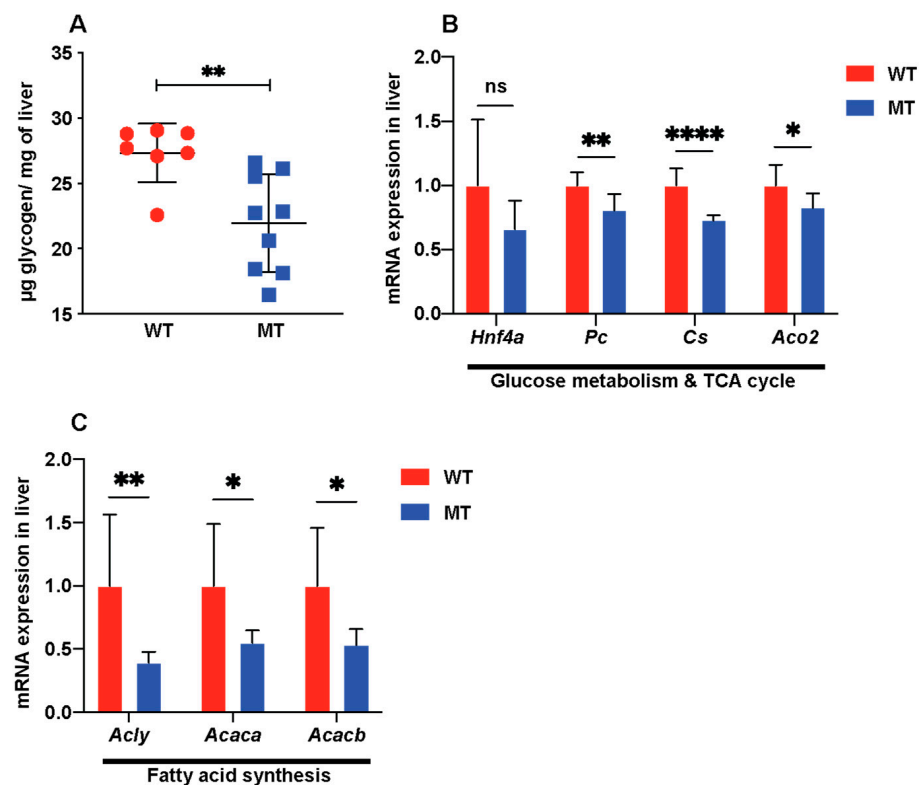 A
µg glycogen/ mg of liver
35
30
25
20
15
**
WT
MT
B
mRNA expression in liver
2.0
1.5
1.0
0.5
0.0
ns
**
****
*
Hnf4a
Pc
Cs
Aco2
Glucose metabolism & TCA cycle
WT
MT
C
mRNA expression in liver
2.0
1.5
1.0
0.5
0.0
**
*
*
Acly
Acaca
Acacb
Fatty acid synthesis
WT
MT